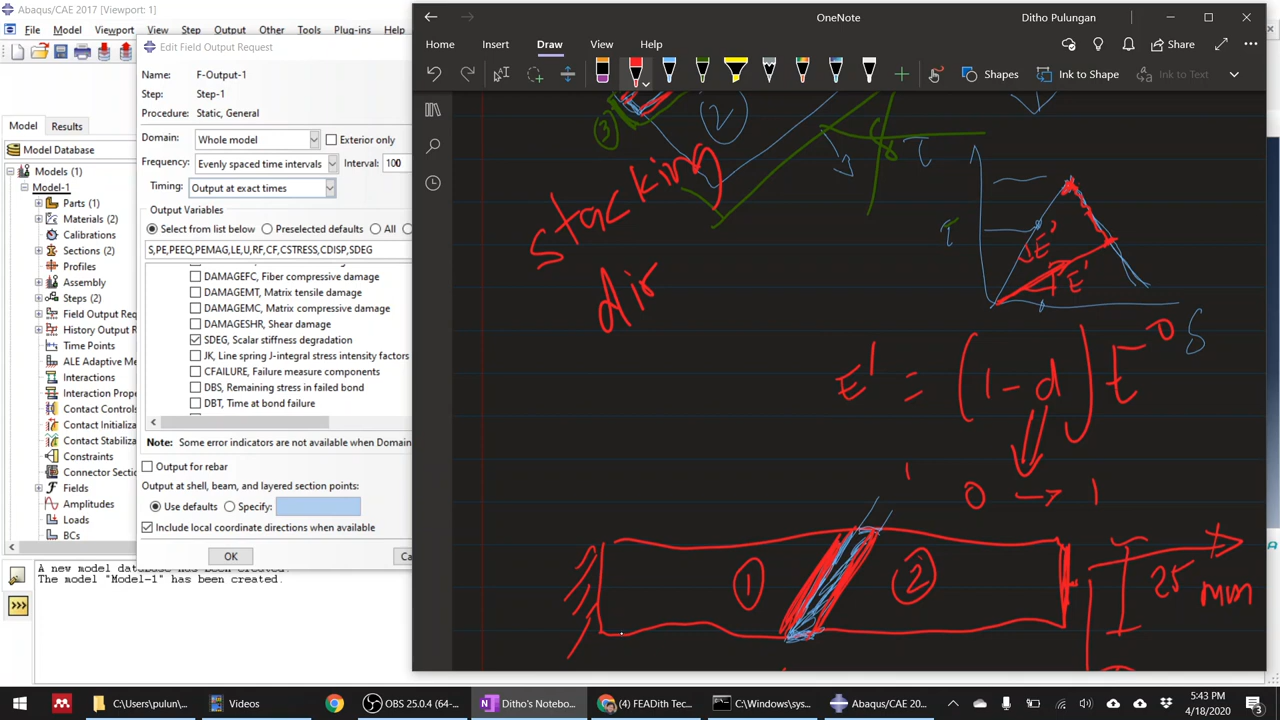 Abaqus/CAE 2017 [Viewport: 1]
File Model Viewport
Other Tools Plug-ins
Edit Field Output Request
Name: F-Output-1
Step: Step-1
Procedure: Static, General
Domain: Whole model Exterior only
Frequency: Evenly spaced time intervals Interval: 100
Timing: Output at exact times
Output Variables
Select from list below Preselected defaults All
S,PE,PEEQ,PEMAG,LE,U,RF,CF,CSTRESS,CDISP,SDEG
DAMAGEFC, Fiber compressive damage
DAMAGEMT, Matrix tensile damage
DAMAGEMC, Matrix compressive damage
DAMAGESHR, Shear damage
SDEG, Scalar stiffness degradation
JK, Line spring J-integral stress intensity factors
CFAILURE, Failure measure components
DBS, Remaining stress in failed bond
DBT, Time at bond failure
Note: Some error indicators are not available when Domain
Output for rebar
Output at shell, beam, and layered section points:
Use defaults Specify:
Include local coordinate directions when available
OK
Model Results
Model Database
Models (1)
Model-1
Parts (1)
Materials (2)
Calibrations
Sections (2)
Profiles
Assembly
Steps (2)
Field Output Req
History Output R
Time Points
ALE Adaptive Me
Interactions
Interaction Prope
Contact Controls
Contact Initializa
Contact Stabiliza
Constraints
Connector Section
Fields
Amplitudes
Loads
BCs
The model "Model-1" has been created.
OneNote
Ditho Pulungan
Home Insert Draw View Help
Share
Shapes Ink to Shape Ink to Text
3 2
stacking
dir
τ
δ
E'
E' = (1-d) E°
0 → 1
1 2
25 mm
C:\Users\pulun\... Videos OBS 25.0.4 (64-... Ditho's Notebo... (4) FEADith Tec... C:\Windows\sys... Abaqus/CAE 20...
5:43 PM
4/18/2020